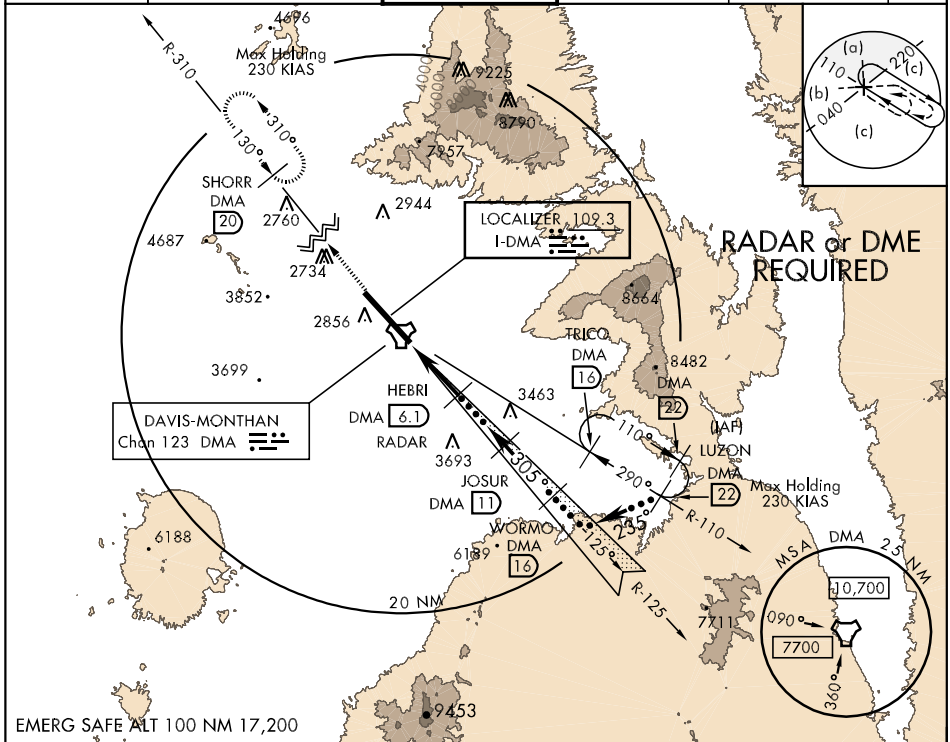 4696
Max Holding
230 KIAS
R-310
310°
130°
9225
8790
7957
4000
(a)
110
220
(c)
(b)
040
(c)
SHORR
DMA
20
2760
2944
4687
2734
LOCALIZER 109.3
I-DMA
RADAR or DME
REQUIRED
3852
2856
8664
TRICO
DMA
16
8482
DMA
22
3699
HEBRI
DMA 6.1
RADAR
3463
DAVIS-MONTHAN
Chan 123 DMA
(IAF)
LUZON
DMA
22
Max Holding
230 KIAS
110°
290°
3693
305°
JOSUR
DMA 11
255°
R-110
WORMO
DMA
16
125°
R-125
6188
6189
20 NM
7711
MSA DMA 25 NM
10,700
090°
7700
360°
9453
EMERG SAFE ALT 100 NM 17,200